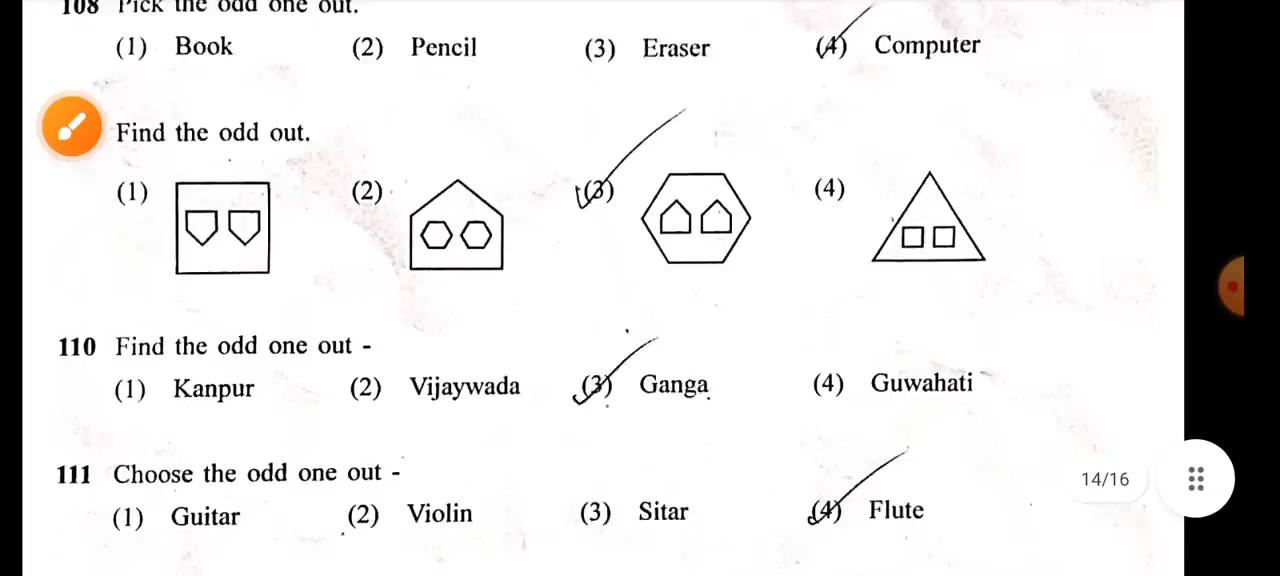 108 Pick the odd one out.
(1) Book (2) Pencil (3) Eraser (4) Computer
Find the odd out.
(1) (2) (3) (4)
110 Find the odd one out -
(1) Kanpur (2) Vijaywada (3) Ganga (4) Guwahati
111 Choose the odd one out -
14/16
(1) Guitar (2) Violin (3) Sitar (4) Flute